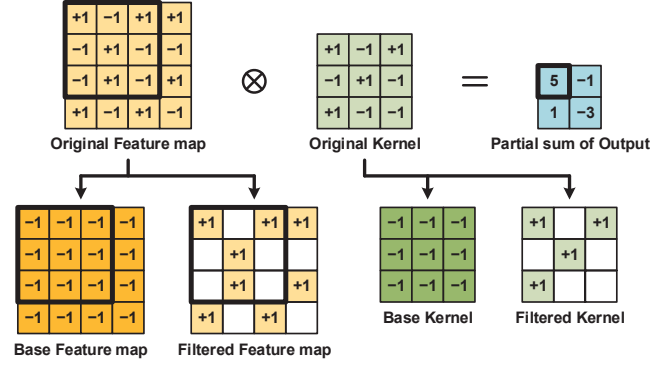 +1 −1 +1 −1
−1 +1 −1 −1
−1 +1 −1 +1
+1 −1 +1 −1
Original Feature map
⊗
+1 −1 +1
−1 +1 −1
+1 −1 −1
Original Kernel
=
5 −1
1 −3
Partial sum of Output
−1 −1 −1 −1
−1 −1 −1 −1
−1 −1 −1 −1
−1 −1 −1 −1
Base Feature map
+1 +1
+1
+1 +1
+1 +1
Filtered Feature map
−1 −1 −1
−1 −1 −1
−1 −1 −1
Base Kernel
+1 +1
+1
+1
Filtered Kernel